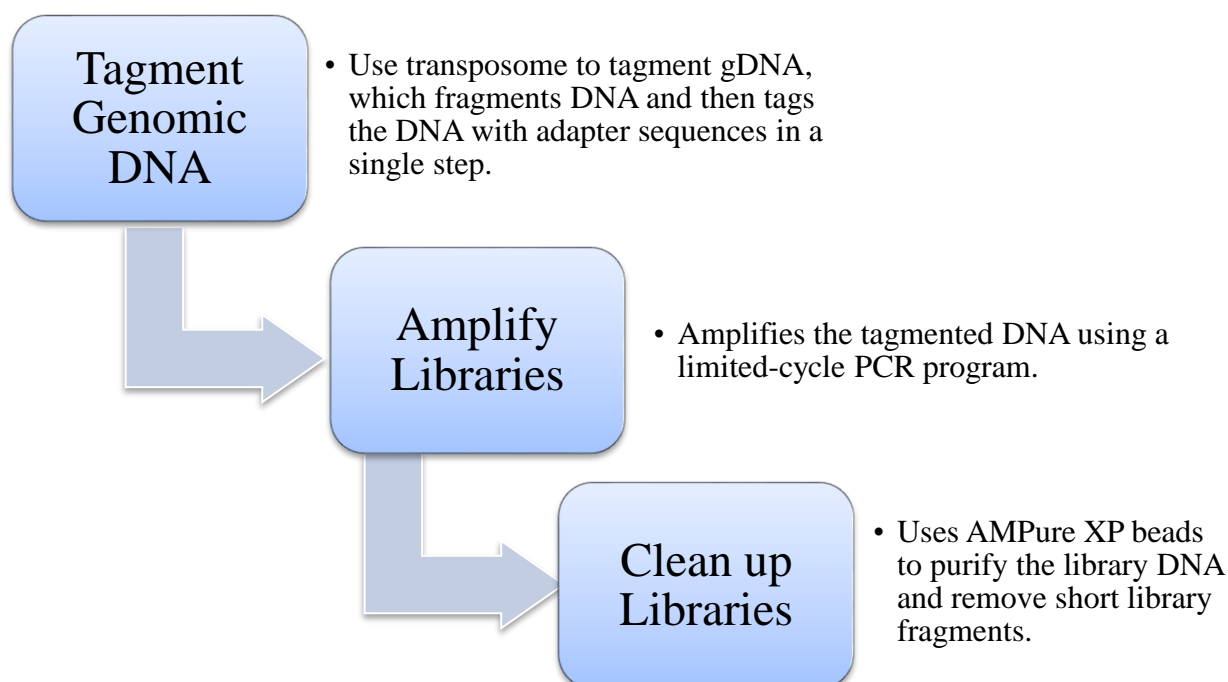 Tagment
Genomic
DNA
• Use transposome to tagment gDNA,
which fragments DNA and then tags
the DNA with adapter sequences in a
single step.
Amplify
Libraries
• Amplifies the tagmented DNA using a
limited-cycle PCR program.
Clean up
Libraries
• Uses AMPure XP beads
to purify the library DNA
and remove short library
fragments.